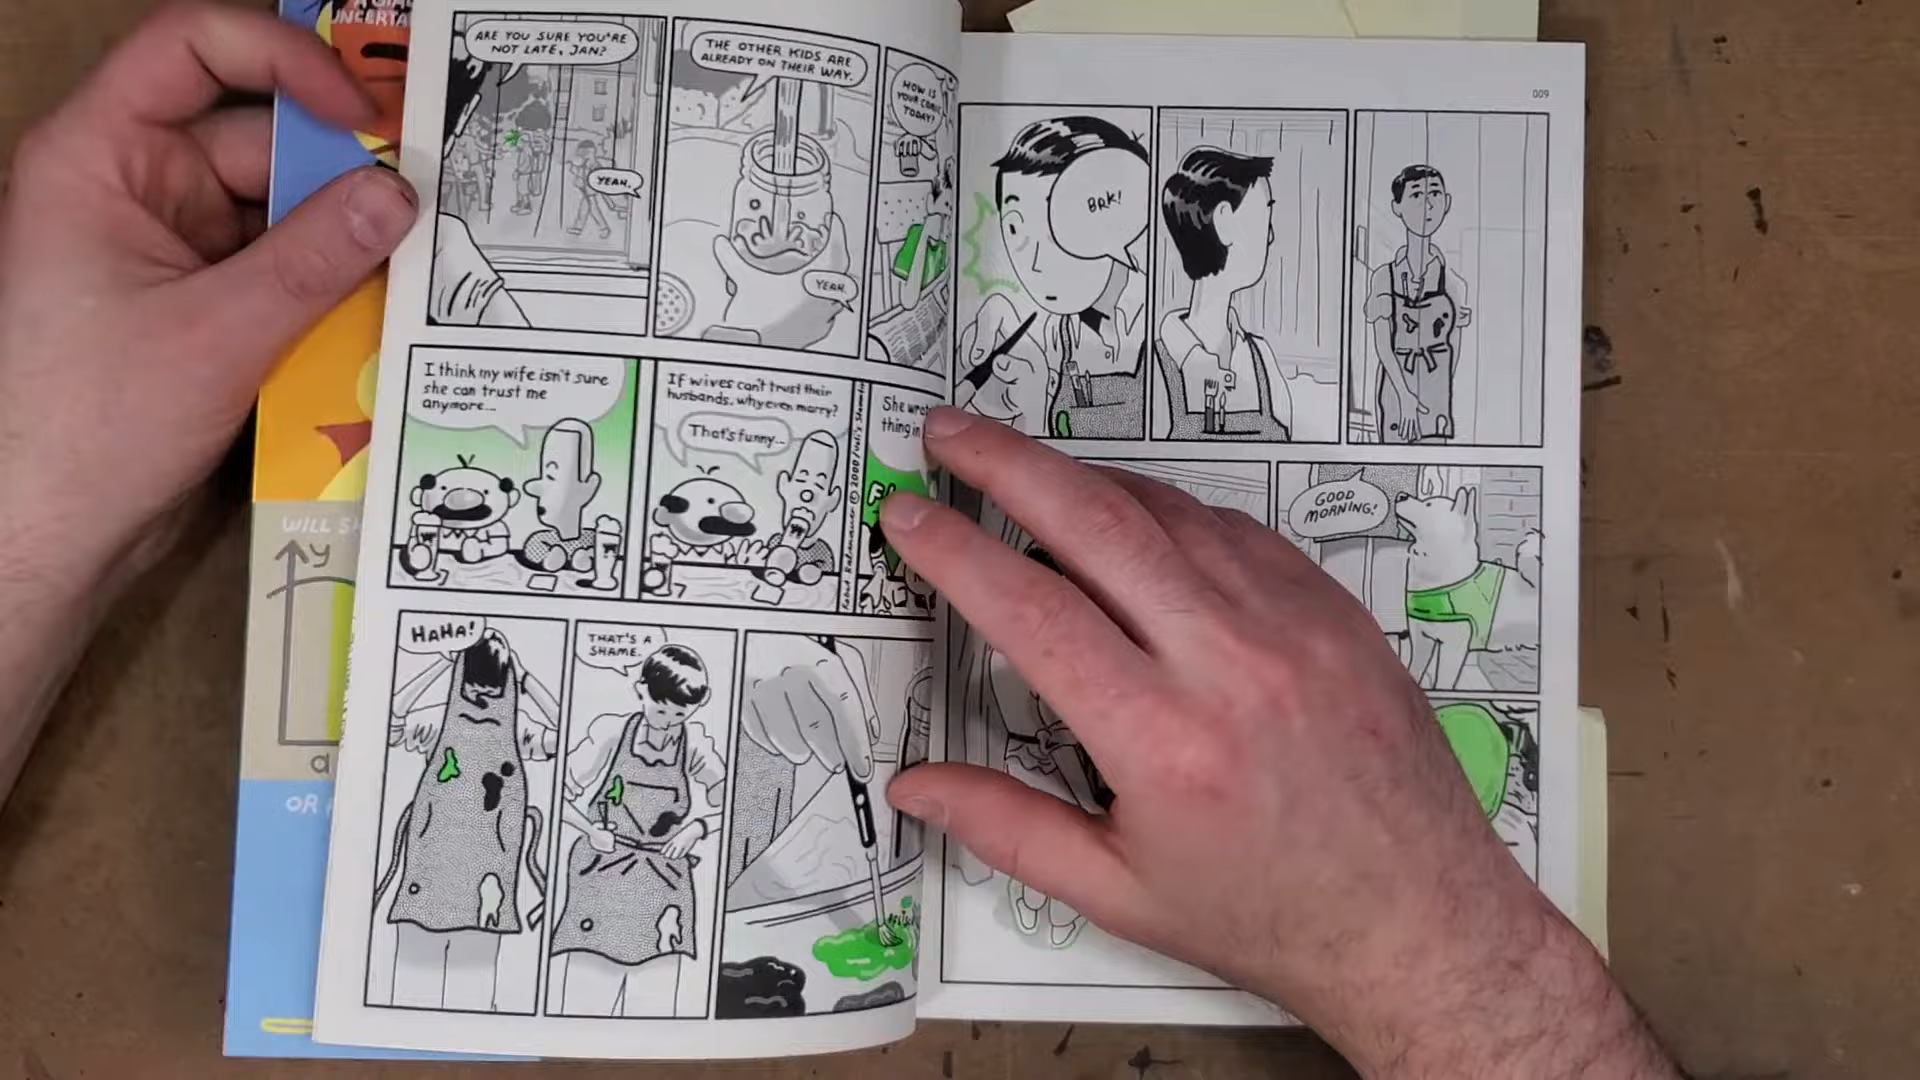 UNCERTA
ARE YOU SURE YOU'RE
NOT LATE, JAN?
YEAH.
THE OTHER KIDS ARE
ALREADY ON THEIR WAY.
YEAH.
HOW IS
YOUR COMIC
TODAY?
I think my wife isn't sure
she can trust me
anymore...
If wives can't trust their
husbands, why even marry?
That's funny...
She wrote
thing in
HAHA!
THAT'S A
SHAME.
009
BRK!
GOOD
MORNING!
y
a
WILL
OR